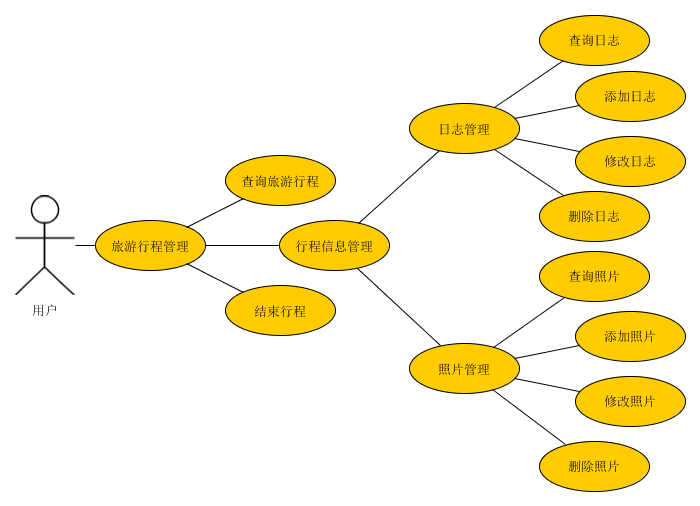 用户
旅游行程管理
查询旅游行程
行程信息管理
结束行程
日志管理
查询日志
添加日志
修改日志
删除日志
照片管理
查询照片
添加照片
修改照片
删除照片